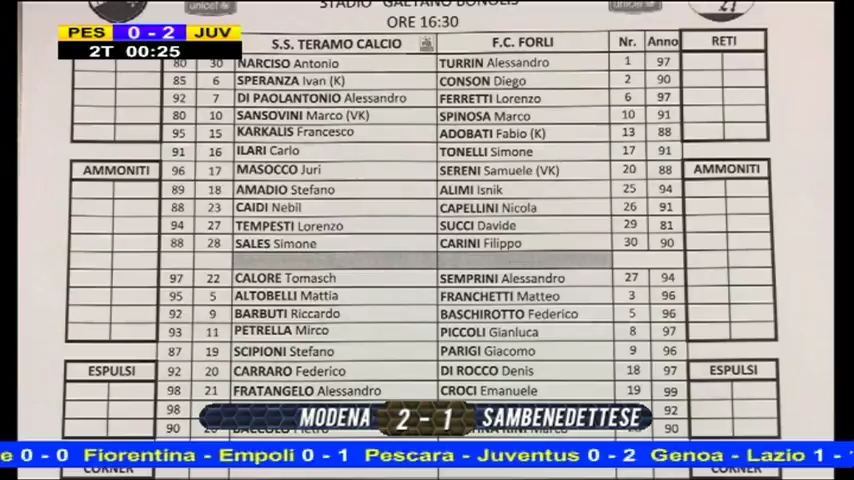 unicef
STADIO GAETANO BONOLIS
unicef
ORE 16:30
PES 0 - 2 JUV
2T 00:25
S.S. TERAMO CALCIO F.C. FORLI Nr. Anno RETI
80 30 NARCISO Antonio TURRIN Alessandro 1 97
85 6 SPERANZA Ivan (K) CONSON Diego 2 90
92 7 DI PAOLANTONIO Alessandro FERRETTI Lorenzo 6 97
80 10 SANSOVINI Marco (VK) SPINOSA Marco 10 91
95 15 KARKALIS Francesco ADOBATI Fabio (K) 13 88
91 16 ILARI Carlo TONELLI Simone 17 91
AMMONITI 96 17 MASOCCO Juri SERENI Samuele (VK) 20 88 AMMONITI
89 18 AMADIO Stefano ALIMI Isnik 25 94
88 23 CAIDI Nebil CAPELLINI Nicola 26 91
94 27 TEMPESTI Lorenzo SUCCI Davide 29 81
88 28 SALES Simone CARINI Filippo 30 90
97 22 CALORE Tomasch SEMPRINI Alessandro 27 94
95 5 ALTOBELLI Mattia FRANCHETTI Matteo 3 96
92 9 BARBUTI Riccardo BASCHIROTTO Federico 5 96
93 11 PETRELLA Mirco PICCOLI Gianluca 8 97
87 19 SCIPIONI Stefano PARIGI Giacomo 9 96
ESPULSI 92 20 CARRARO Federico DI ROCCO Denis 18 97 ESPULSI
98 21 FRATANGELO Alessandro CROCI Emanuele 19 99
98 92
MODENA 2 - 1 SAMBENEDETTESE
90 90
e 0 - 0 Fiorentina - Empoli 0 - 1 Pescara - Juventus 0 - 2 Genoa - Lazio 1 -
CORNER CORNER